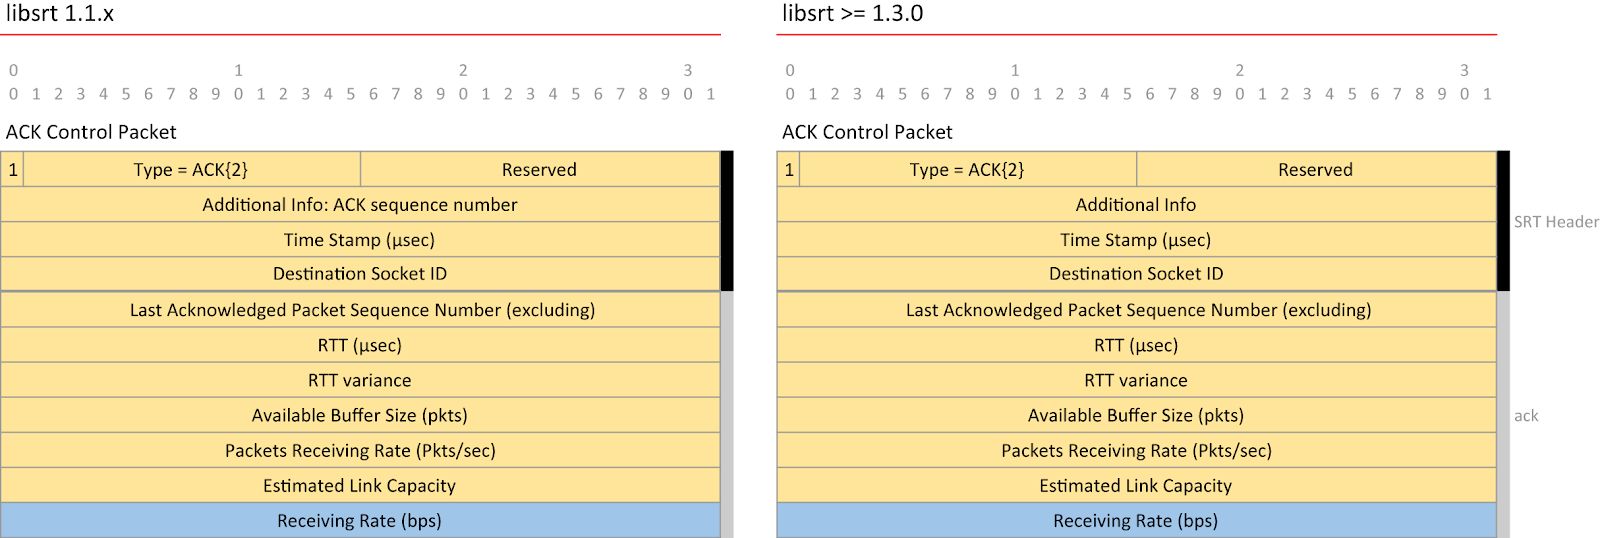 libsrt 1.1.x
0 1 2 3
0 1 2 3 4 5 6 7 8 9 0 1 2 3 4 5 6 7 8 9 0 1 2 3 4 5 6 7 8 9 0 1
ACK Control Packet
1 Type = ACK{2} Reserved
Additional Info: ACK sequence number
Time Stamp (µsec)
Destination Socket ID
Last Acknowledged Packet Sequence Number (excluding)
RTT (µsec)
RTT variance
Available Buffer Size (pkts)
Packets Receiving Rate (Pkts/sec)
Estimated Link Capacity
Receiving Rate (bps)
libsrt >= 1.3.0
0 1 2 3
0 1 2 3 4 5 6 7 8 9 0 1 2 3 4 5 6 7 8 9 0 1 2 3 4 5 6 7 8 9 0 1
ACK Control Packet
1 Type = ACK{2} Reserved
Additional Info
Time Stamp (µsec)
Destination Socket ID
SRT Header
Last Acknowledged Packet Sequence Number (excluding)
RTT (µsec)
RTT variance
Available Buffer Size (pkts)
Packets Receiving Rate (Pkts/sec)
Estimated Link Capacity
Receiving Rate (bps)
ack